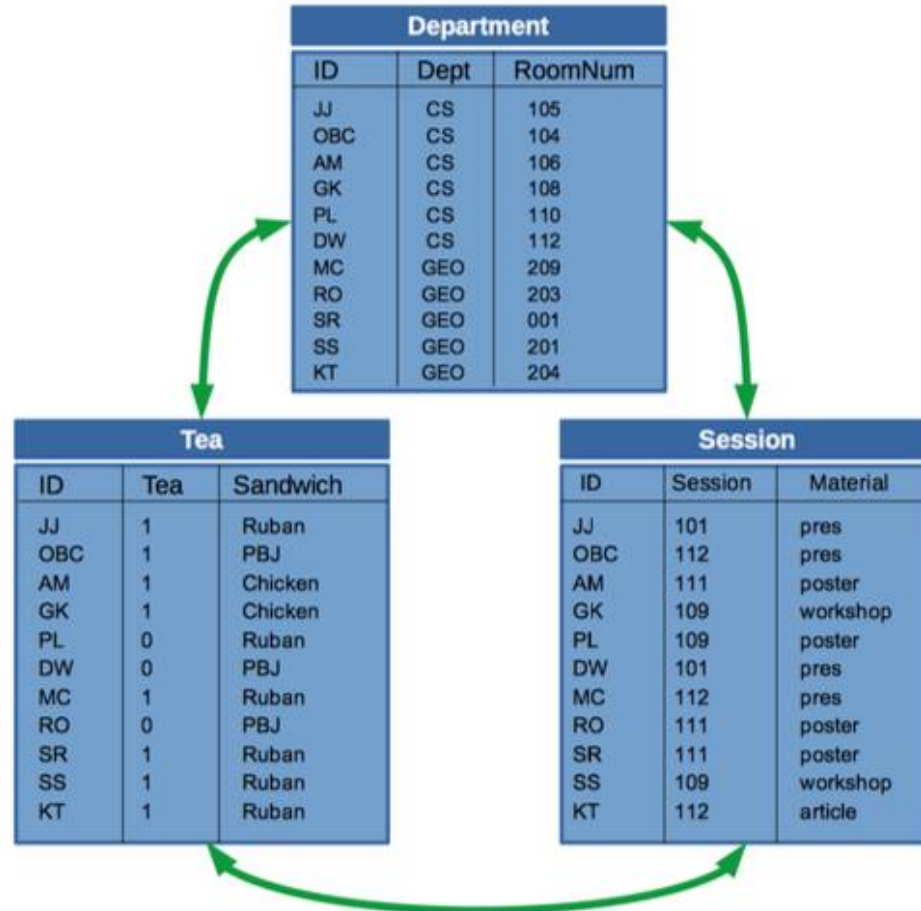 Department
ID Dept RoomNum
JJ CS 105
OBC CS 104
AM CS 106
GK CS 108
PL CS 110
DW CS 112
MC GEO 209
RO GEO 203
SR GEO 001
SS GEO 201
KT GEO 204
Tea
ID Tea Sandwich
JJ 1 Ruban
OBC 1 PBJ
AM 1 Chicken
GK 1 Chicken
PL 0 Ruban
DW 0 PBJ
MC 1 Ruban
RO 0 PBJ
SR 1 Ruban
SS 1 Ruban
KT 1 Ruban
Session
ID Session Material
JJ 101 pres
OBC 112 pres
AM 111 poster
GK 109 workshop
PL 109 poster
DW 101 pres
MC 112 pres
RO 111 poster
SR 111 poster
SS 109 workshop
KT 112 article